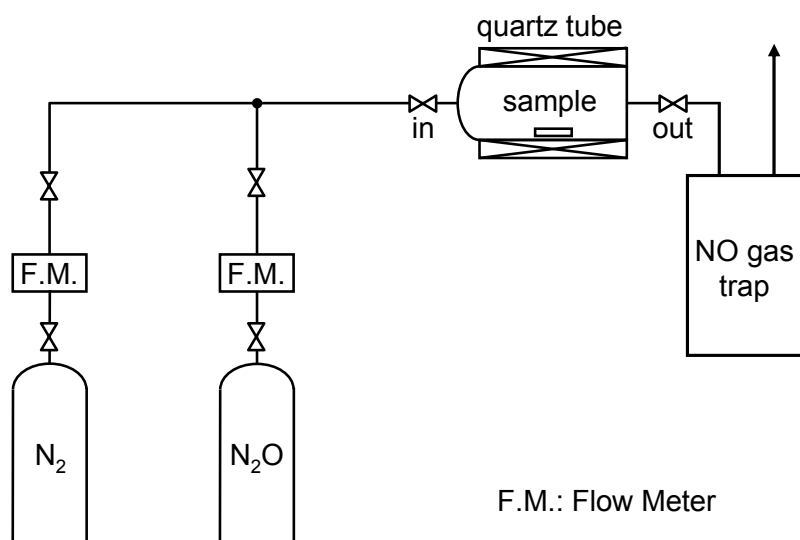 quartz tube
sample
in
out
NO gas
trap
F.M.
F.M.
N₂
N₂O
F.M.: Flow Meter